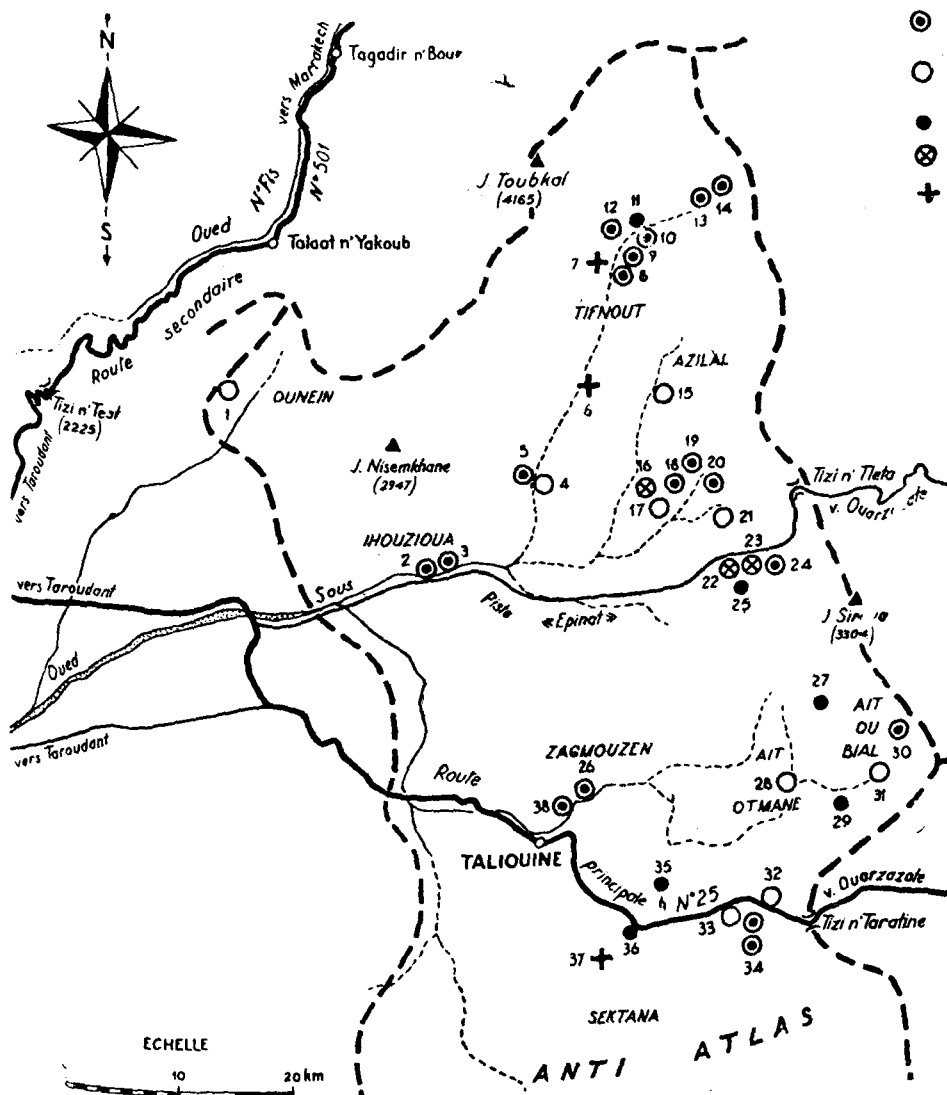 N
S
Tagadir n'Bour
vers Marrakech
N'Fis
N° 501
Oued
Talaat n'Yakoub
Route secondaire
Tizi n'Test
(2225)
vers Taroudant
J. Toubkal
(4165)
12
11
13
14
10
9
8
7
TIFNOUT
AZILAL
6
15
1
OUNEIN
J. Nisemkhane
(2947)
5
4
16
18
19
20
17
21
Tizi n'Tleta
IHOUZIOUA
2
3
23
22
24
25
vers Taroudant
Sous
Oued
Piste
« Epinat »
27
AIT
OU
BIAL
30
31
vers Taroudant
ZAGMOUZEN
26
38
AIT
28
OTMANE
29
Route
TALIOUINE
principale
N° 25
35
32
v. Ouarzazate
33
Tizi n'Taratine
36
34
37
SEKTANA
ANTI ATLAS
ECHELLE
10
20 km